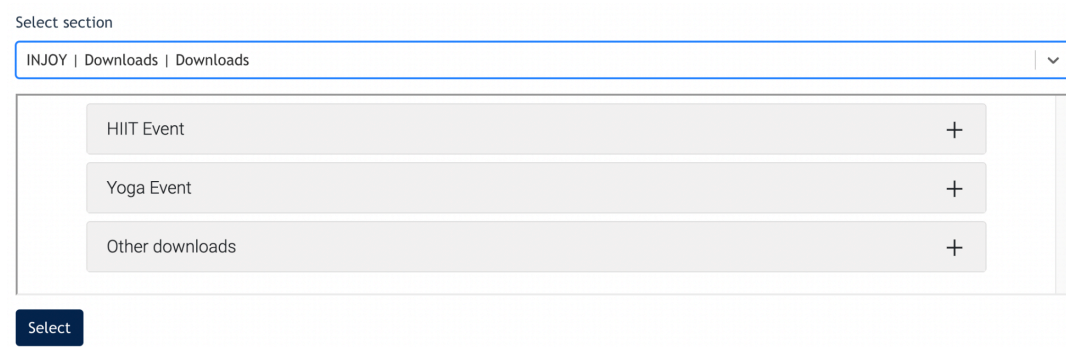 Select section
INJOY | Downloads | Downloads
HIIT Event
Yoga Event
Other downloads
Select